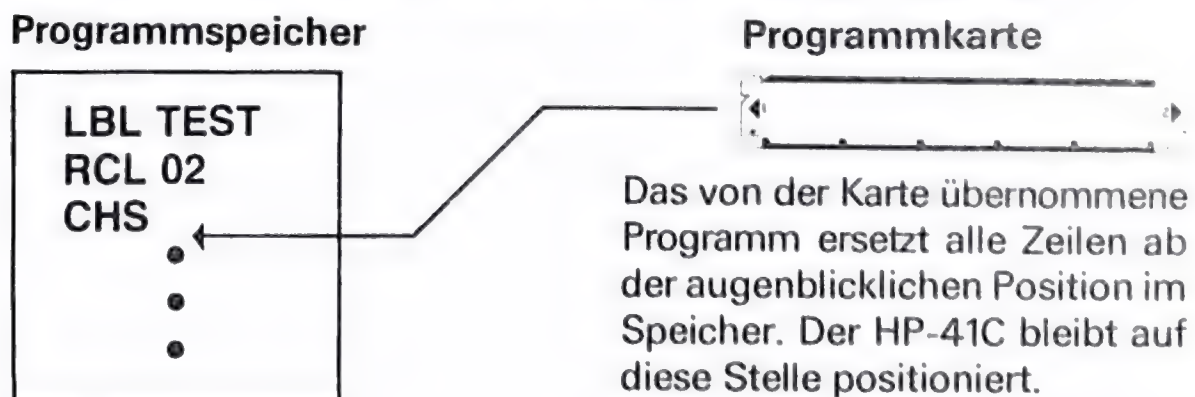 Programmspeicher
LBL TEST
RCL 02
CHS
Programmkarte
Das von der Karte übernommene
Programm ersetzt alle Zeilen ab
der augenblicklichen Position im
Speicher. Der HP-41C bleibt auf
diese Stelle positioniert.